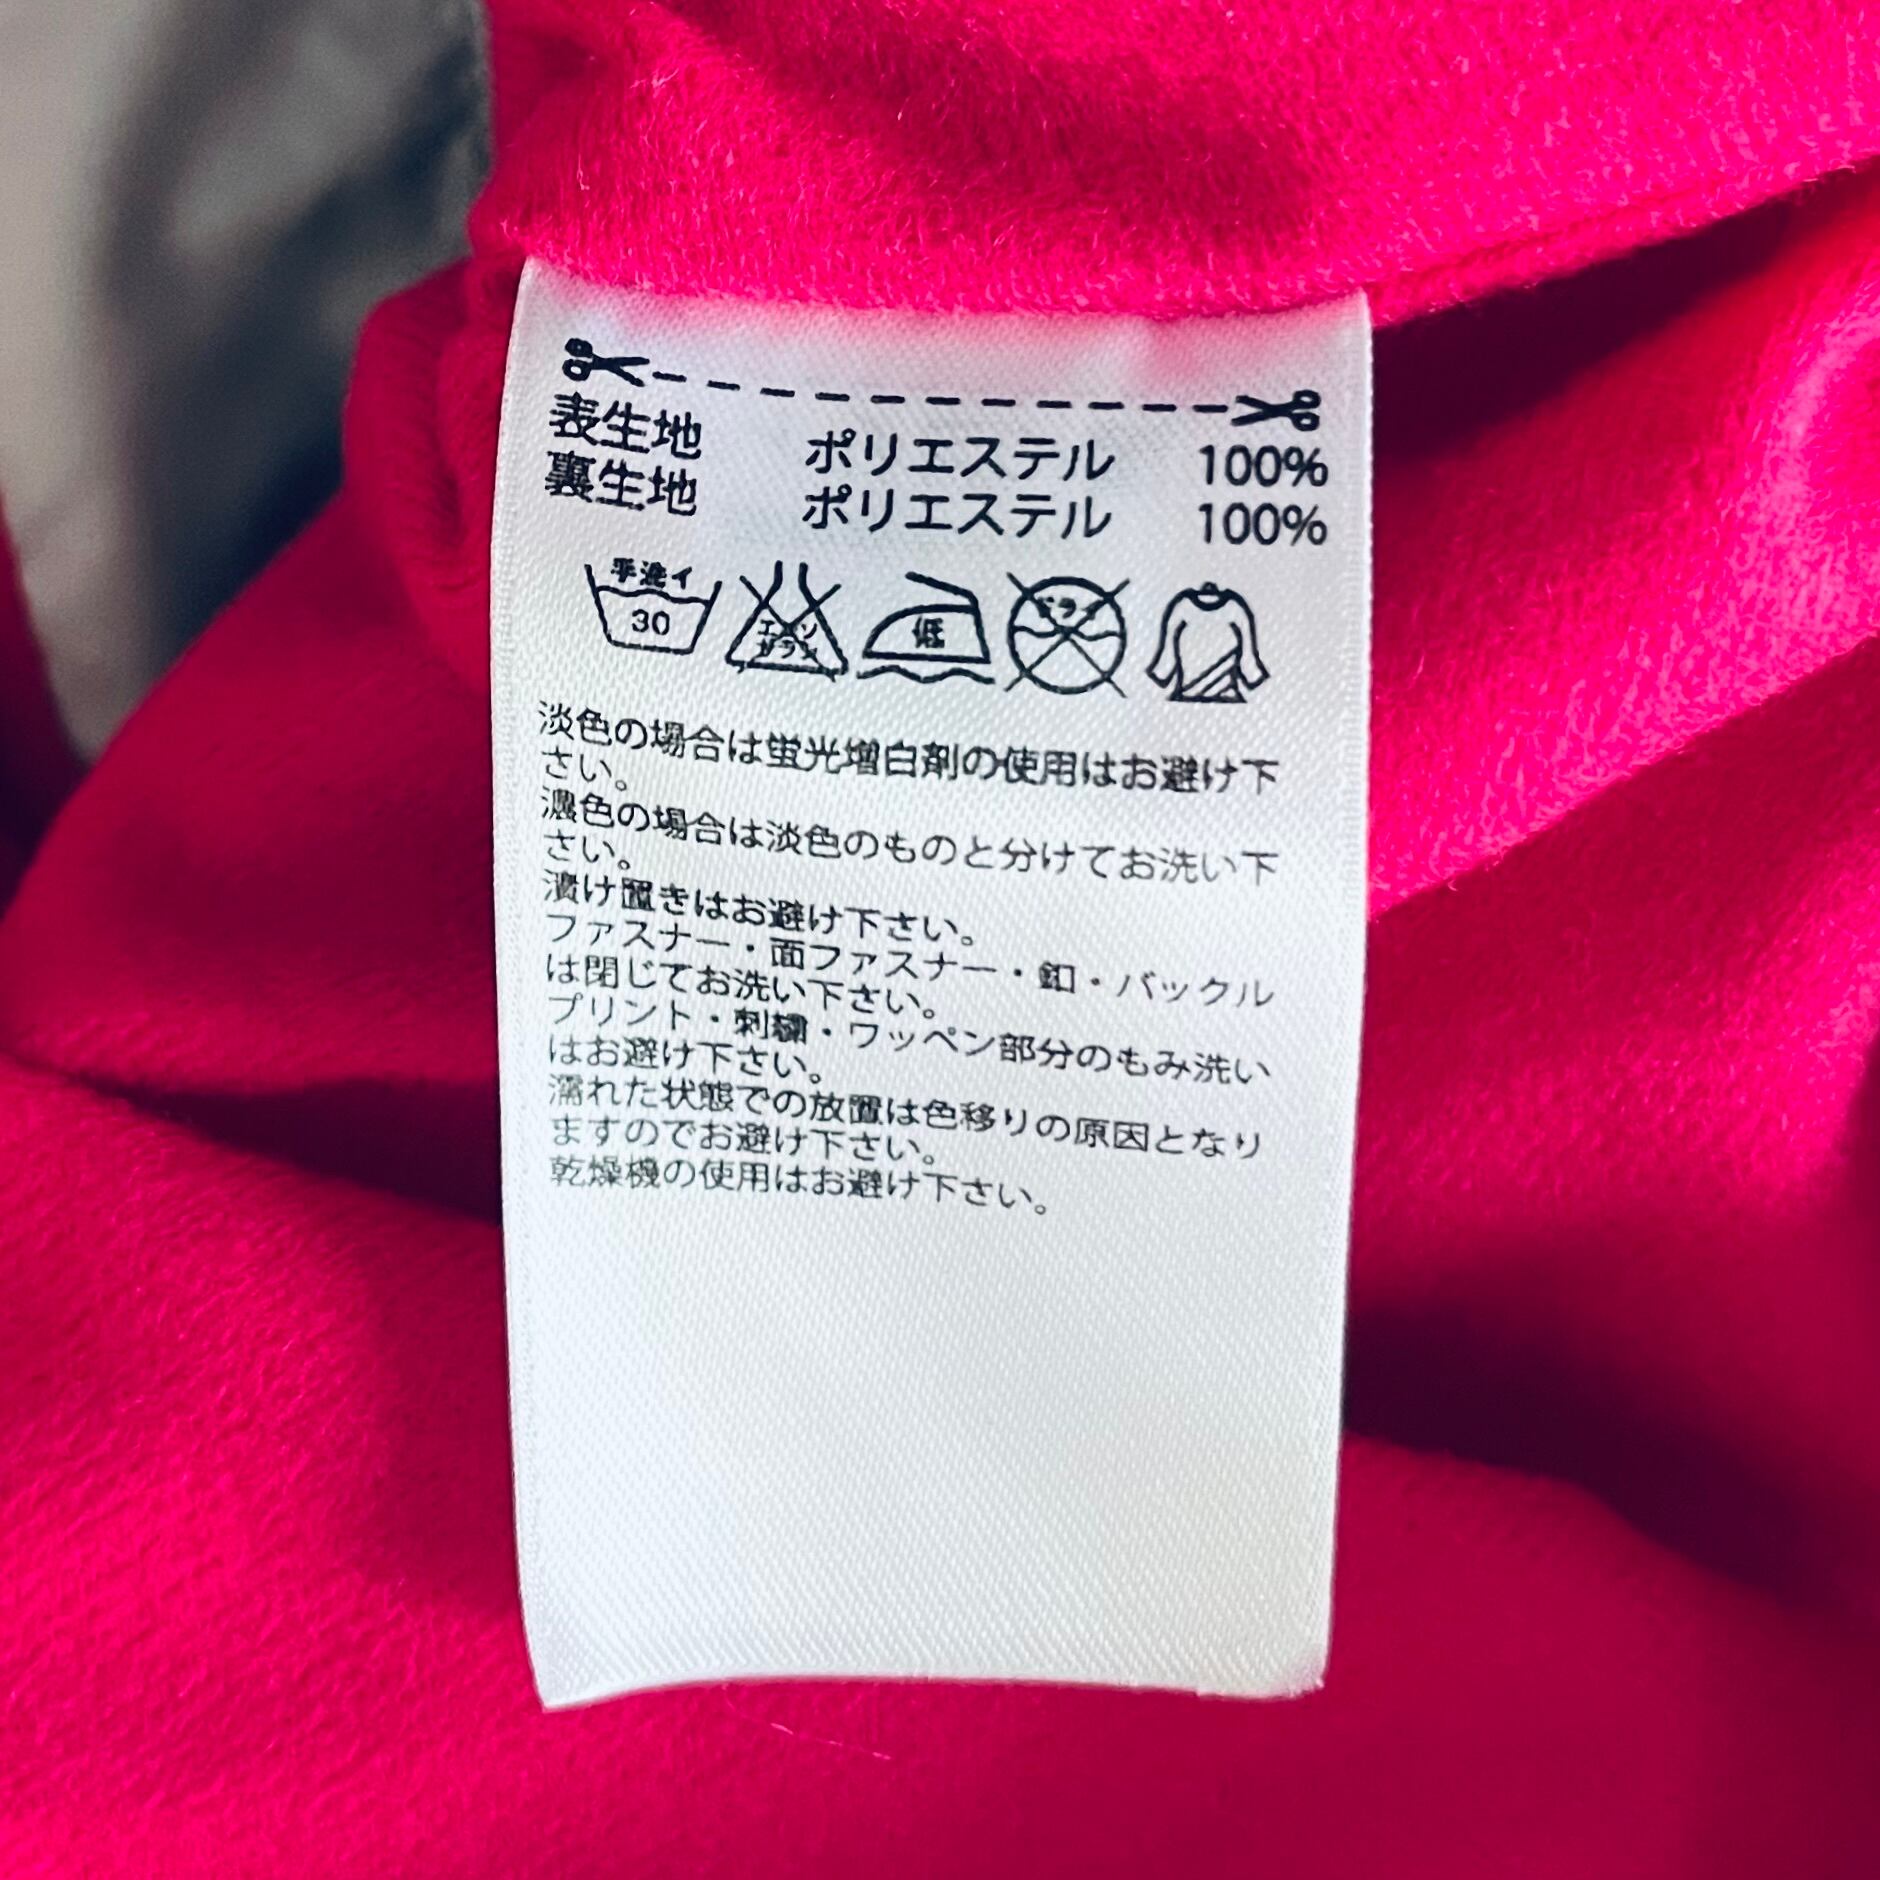 表生地 ポリエステル 100%
裏生地 ポリエステル 100%
手洗イ 30 エンソサラシ 低 ドライ
淡色の場合は蛍光増白剤の使用はお避け下
さい。
濃色の場合は淡色のものと分けてお洗い下
さい。
漬け置きはお避け下さい。
ファスナー・面ファスナー・釦・バックル
は閉じてお洗い下さい。
プリント・刺繍・ワッペン部分のもみ洗い
はお避け下さい。
濡れた状態での放置は色移りの原因となり
ますのでお避け下さい。
乾燥機の使用はお避け下さい。